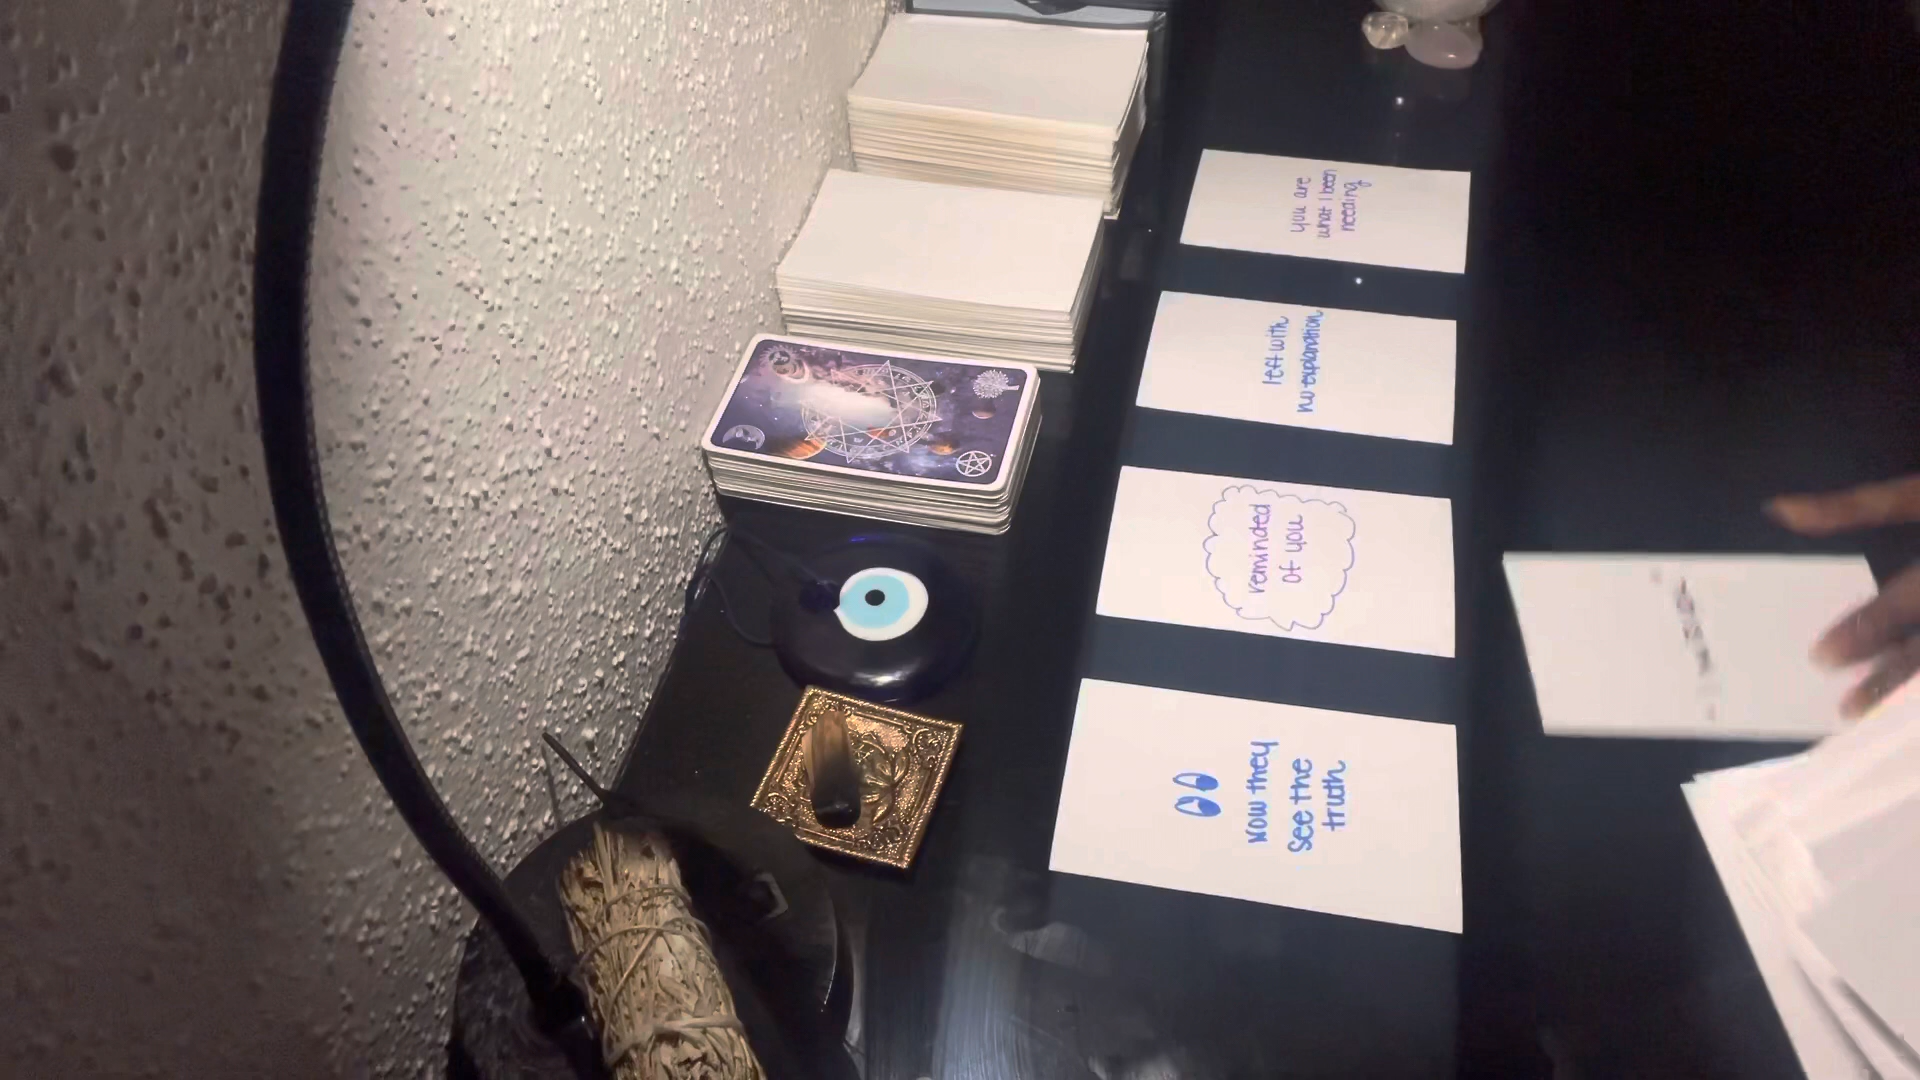 Now they
see the
truth
reminded
of you
left with
no explanation
you are
what I been
needing